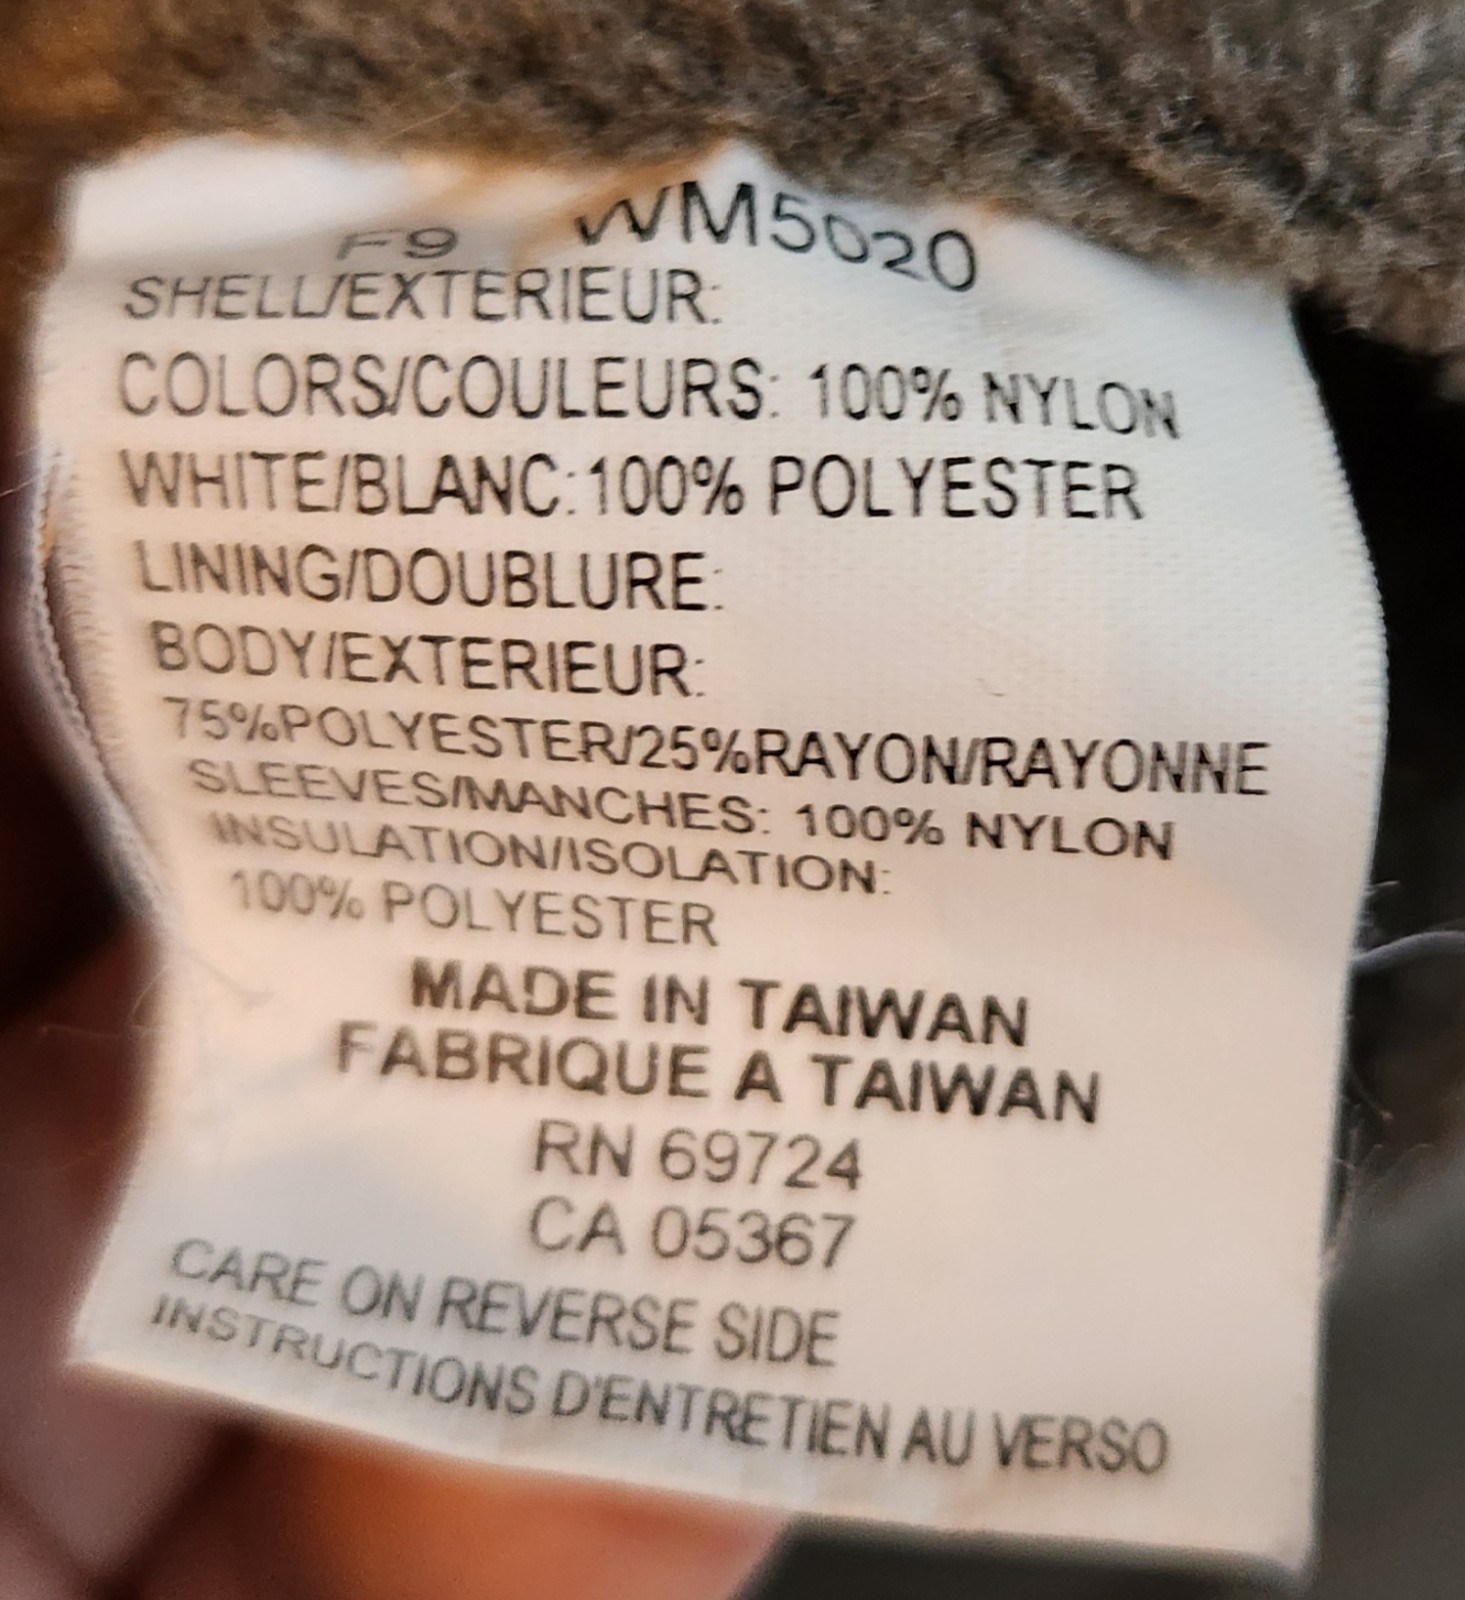 F9 WM5020
SHELL/EXTERIEUR:
COLORS/COULEURS: 100% NYLON
WHITE/BLANC:100% POLYESTER
LINING/DOUBLURE:
BODY/EXTERIEUR:
75%POLYESTER/25%RAYON/RAYONNE
SLEEVES/MANCHES: 100% NYLON
INSULATION/ISOLATION:
100% POLYESTER
MADE IN TAIWAN
FABRIQUE A TAIWAN
RN 69724
CA 05367
CARE ON REVERSE SIDE
INSTRUCTIONS D'ENTRETIEN AU VERSO